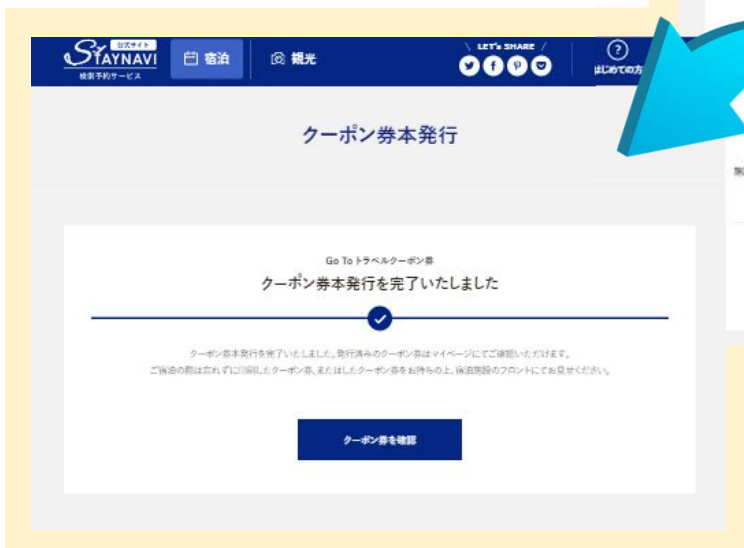 公式サイト
STAYNAVI
検索予約サービス
宿泊
観光
\ LET's SHARE /
はじめての方
クーポン券本発行
Go To トラベルクーポン券
クーポン券本発行を完了いたしました
クーポン券本発行を完了いたしました。発行済みのクーポン券はマイページにてご確認いただけます。
ご宿泊の際は忘れずに印刷したクーポン券、またはしたクーポン券をお持ちの上、宿泊施設のフロントにてお見せください。
クーポン券を確認